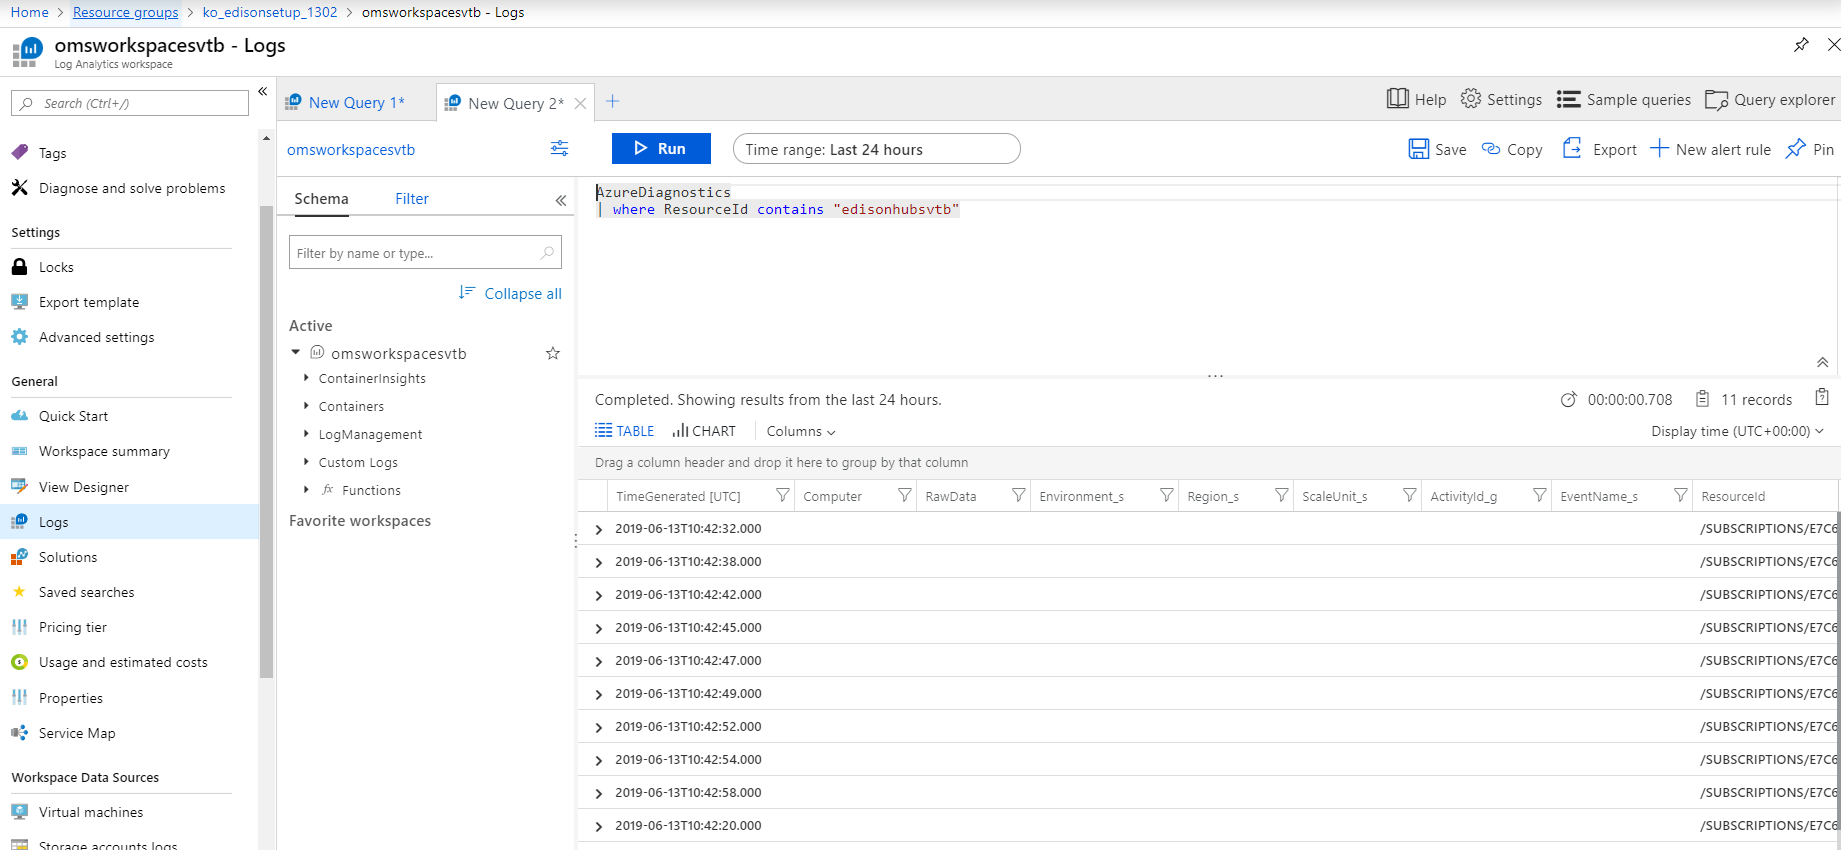 Home > Resource groups > ko_edisonsetup_1302 > omsworkspacesvtb - Logs
omsworkspacesvtb - Logs
Log Analytics workspace
Search (Ctrl+/)
Tags
Diagnose and solve problems
Settings
Locks
Export template
Advanced settings
General
Quick Start
Workspace summary
View Designer
Logs
Solutions
Saved searches
Pricing tier
Usage and estimated costs
Properties
Service Map
Workspace Data Sources
Virtual machines
Storage accounts logs
New Query 1*
New Query 2*
Help
Settings
Sample queries
Query explorer
omsworkspacesvtb
Run
Time range: Last 24 hours
Save
Copy
Export
New alert rule
Pin
Schema
Filter
Filter by name or type...
Collapse all
Active
omsworkspacesvtb
ContainerInsights
Containers
LogManagement
Custom Logs
fx Functions
Favorite workspaces
AzureDiagnostics
| where ResourceId contains "edisonhubsvtb"
Completed. Showing results from the last 24 hours.
00:00:00.708
11 records
TABLE
CHART
Columns
Display time (UTC+00:00)
Drag a column header and drop it here to group by that column
TimeGenerated [UTC] Computer RawData Environment_s Region_s ScaleUnit_s ActivityId_g EventName_s ResourceId
2019-06-13T10:42:32.000 /SUBSCRIPTIONS/E7C6
2019-06-13T10:42:38.000 /SUBSCRIPTIONS/E7C6
2019-06-13T10:42:42.000 /SUBSCRIPTIONS/E7C6
2019-06-13T10:42:45.000 /SUBSCRIPTIONS/E7C6
2019-06-13T10:42:47.000 /SUBSCRIPTIONS/E7C6
2019-06-13T10:42:49.000 /SUBSCRIPTIONS/E7C6
2019-06-13T10:42:52.000 /SUBSCRIPTIONS/E7C6
2019-06-13T10:42:54.000 /SUBSCRIPTIONS/E7C6
2019-06-13T10:42:58.000 /SUBSCRIPTIONS/E7C6
2019-06-13T10:42:20.000 /SUBSCRIPTIONS/E7C6